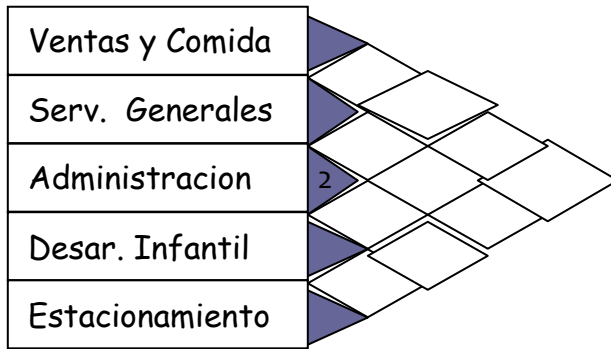 Ventas y Comida
Serv. Generales
Administracion
2
Desar. Infantil
Estacionamiento